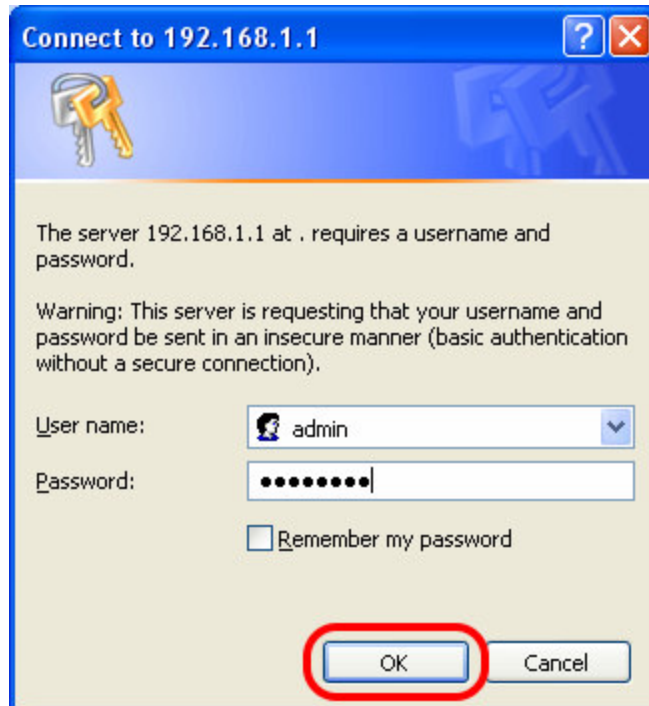 Connect to 192.168.1.1
The server 192.168.1.1 at . requires a username and
password.
Warning: This server is requesting that your username and
password be sent in an insecure manner (basic authentication
without a secure connection).
User name: admin
Password: ••••••••
Remember my password
OK Cancel